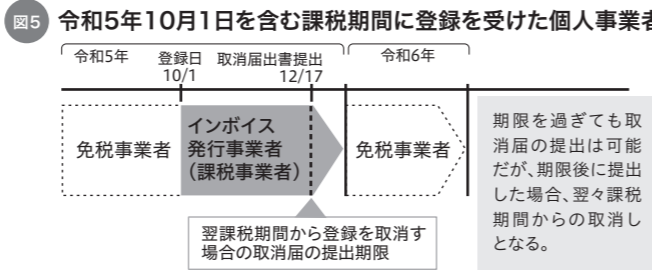 図5 令和5年10月1日を含む課税期間に登録を受けた個人事業
令和5年
登録日
10/1
取消届出書提出
12/17
令和6年
免税事業者
インボイス
発行事業者
(課税事業者)
免税事業者
翌課税期間から登録を取消す
場合の取消届の提出期限
期限を過ぎても取
消届の提出は可能
だが、期限後に提出
した場合、翌々課税
期間からの取消し
となる。